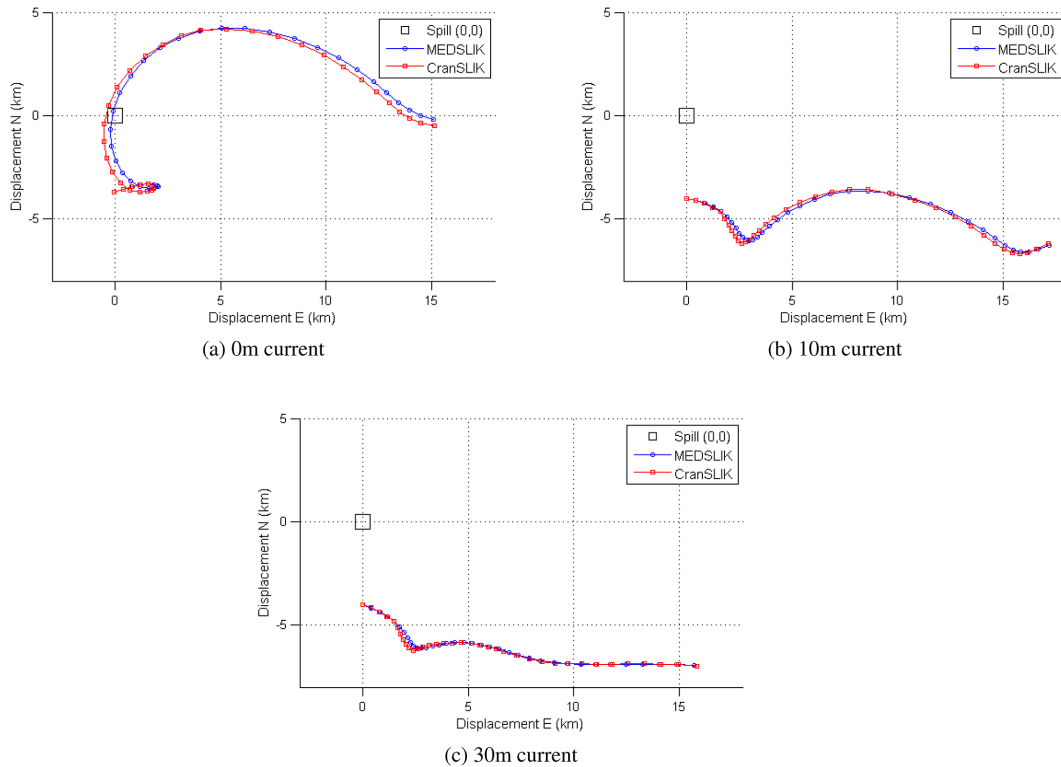 5
0
-5
Displacement N (km)
0
5
10
15
Displacement E (km)
Spill (0,0)
MEDSLIK
CranSLIK
(a) 0m current
5
0
-5
Displacement N (km)
0
5
10
15
Displacement E (km)
Spill (0,0)
MEDSLIK
CranSLIK
(b) 10m current
5
0
-5
Displacement N (km)
0
5
10
15
Displacement E (km)
Spill (0,0)
MEDSLIK
CranSLIK
(c) 30m current